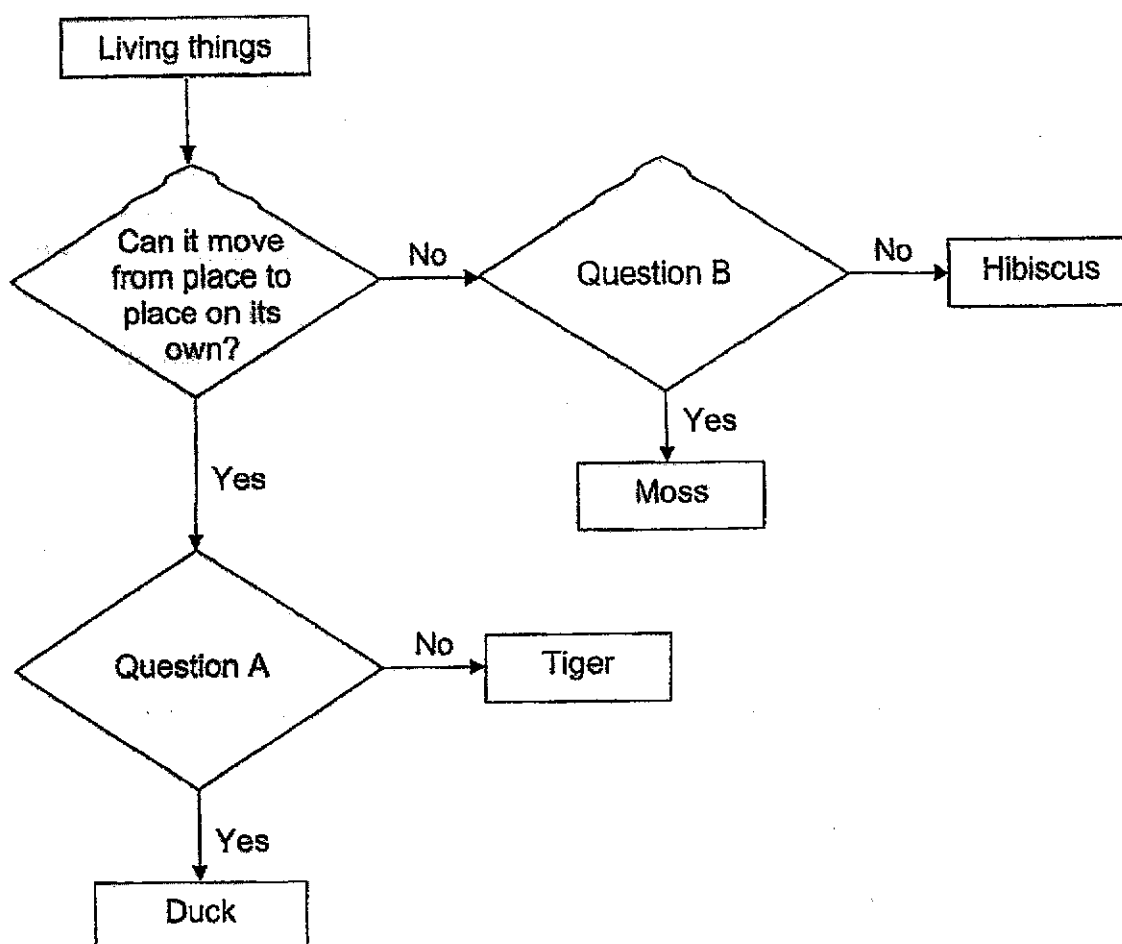 Living things
Can it move
from place to
place on its
own?
No
Question B
No
Hibiscus
Yes
Moss
Yes
Question A
No
Tiger
Yes
Duck